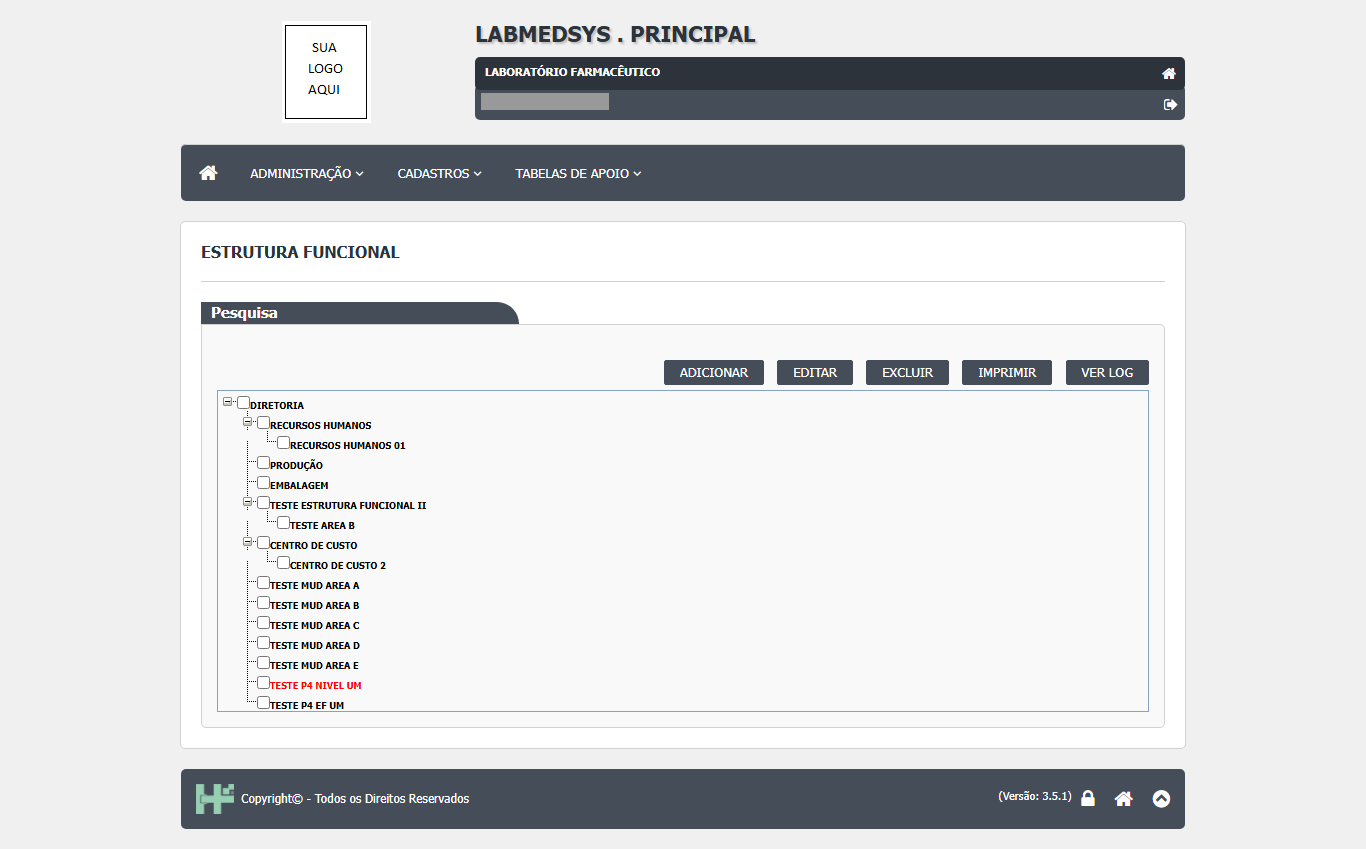 SUA
LOGO
AQUI
LABMEDSYS . PRINCIPAL
LABORATÓRIO FARMACÊUTICO
ADMINISTRAÇÃO
CADASTROS
TABELAS DE APOIO
ESTRUTURA FUNCIONAL
Pesquisa
ADICIONAR
EDITAR
EXCLUIR
IMPRIMIR
VER LOG
DIRETORIA
RECURSOS HUMANOS
RECURSOS HUMANOS 01
PRODUÇÃO
EMBALAGEM
TESTE ESTRUTURA FUNCIONAL II
TESTE AREA B
CENTRO DE CUSTO
CENTRO DE CUSTO 2
TESTE MUD AREA A
TESTE MUD AREA B
TESTE MUD AREA C
TESTE MUD AREA D
TESTE MUD AREA E
TESTE P4 NIVEL UM
TESTE P4 EF UM
Copyright© - Todos os Direitos Reservados
(Versão: 3.5.1)